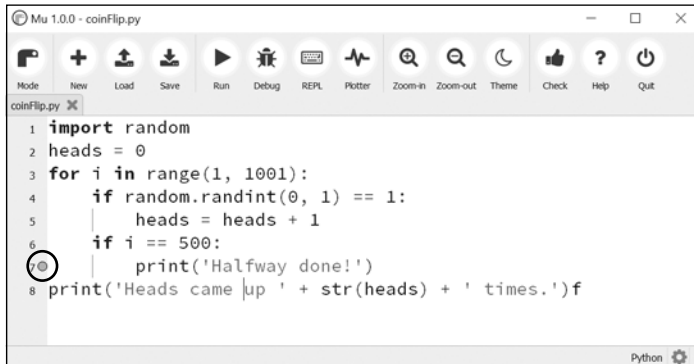 Mu 1.0.0 - coinFlip.py
Mode New Load Save Run Debug REPL Plotter Zoom-in Zoom-out Theme Check Help Quit
coinFlip.py
1 import random
2 heads = 0
3 for i in range(1, 1001):
4     if random.randint(0, 1) == 1:
5         heads = heads + 1
6     if i == 500:
7         print('Halfway done!')
8 print('Heads came up ' + str(heads) + ' times.')f
Python